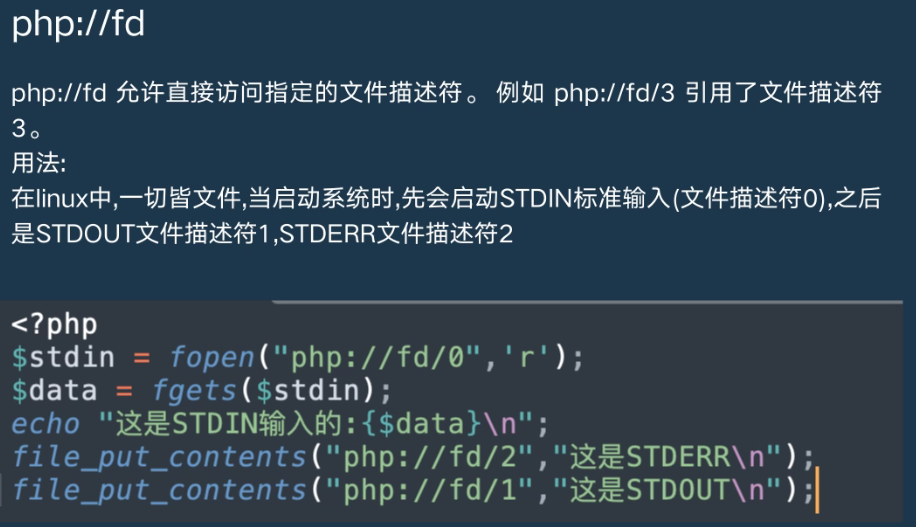 php://fd
php://fd 允许直接访问指定的文件描述符。 例如 php://fd/3 引用了文件描述符
3。
用法:
在linux中,一切皆文件,当启动系统时,先会启动STDIN标准输入(文件描述符0),之后
是STDOUT文件描述符1,STDERR文件描述符2
<?php
$stdin = fopen("php://fd/0",'r');
$data = fgets($stdin);
echo "这是STDIN输入的:{$data}\n";
file_put_contents("php://fd/2","这是STDERR\n");
file_put_contents("php://fd/1","这是STDOUT\n");